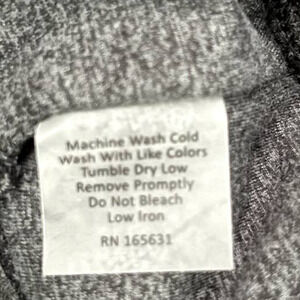 Machine Wash Cold
Wash With Like Colors
Tumble Dry Low
Remove Promptly
Do Not Bleach
Low Iron
RN 165631